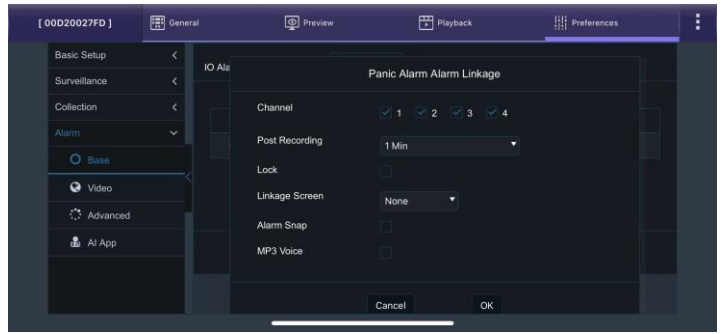 [ 00D20027FD ] General Preview Playback Preferences
Basic Setup
Surveillance
Collection
Alarm
Base
Video
Advanced
AI App
IO Ala
Panic Alarm Alarm Linkage
Channel 1 2 3 4
Post Recording 1 Min
Lock
Linkage Screen None
Alarm Snap
MP3 Voice
Cancel OK